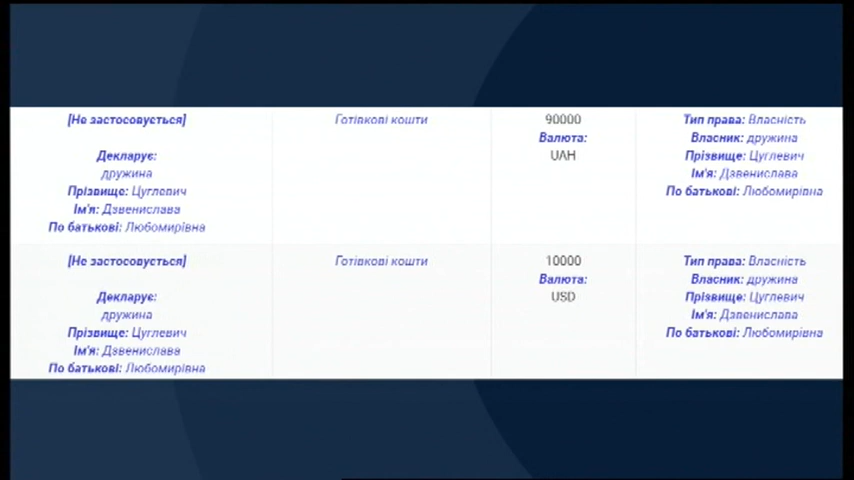 [Не застосовується]
Декларує:
дружина
Прізвище: Цуглевич
Ім'я: Дзвенислава
По батькові: Любомирівна
Готівкові кошти
90000
Валюта:
UAH
Тип права: Власність
Власник: дружина
Прізвище: Цуглевич
Ім'я: Дзвенислава
По батькові: Любомирівна
[Не застосовується]
Декларує:
дружина
Прізвище: Цуглевич
Ім'я: Дзвенислава
По батькові: Любомирівна
Готівкові кошти
10000
Валюта:
USD
Тип права: Власність
Власник: дружина
Прізвище: Цуглевич
Ім'я: Дзвенислава
По батькові: Любомирівна